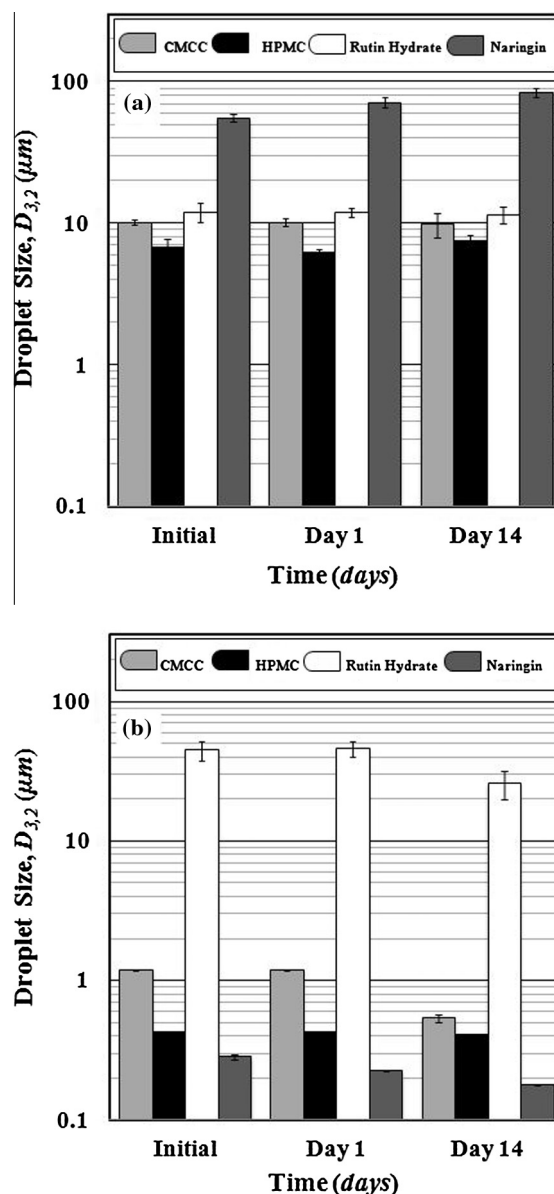 CMCC HPMC Rutin Hydrate Naringin
(a)
100
10
1
0.1
Droplet Size, D3,2 (μm)
Initial Day 1 Day 14
Time (days)
CMCC HPMC Rutin Hydrate Naringin
(b)
100
10
1
0.1
Droplet Size, D3,2 (μm)
Initial Day 1 Day 14
Time (days)